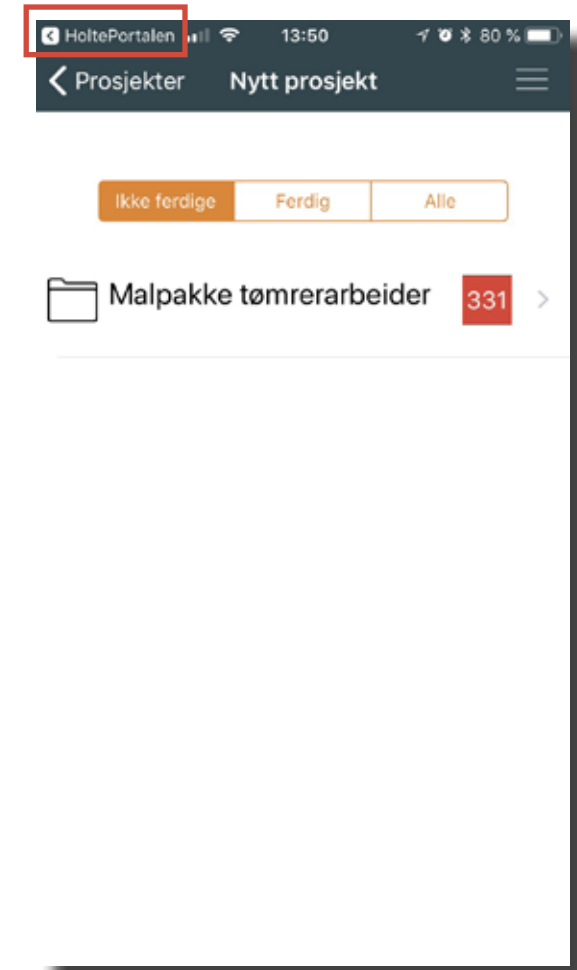 HoltePortalen 13:50 80 %
Prosjekter Nytt prosjekt
Ikke ferdige Ferdig Alle
Malpakke tømrerarbeider 331